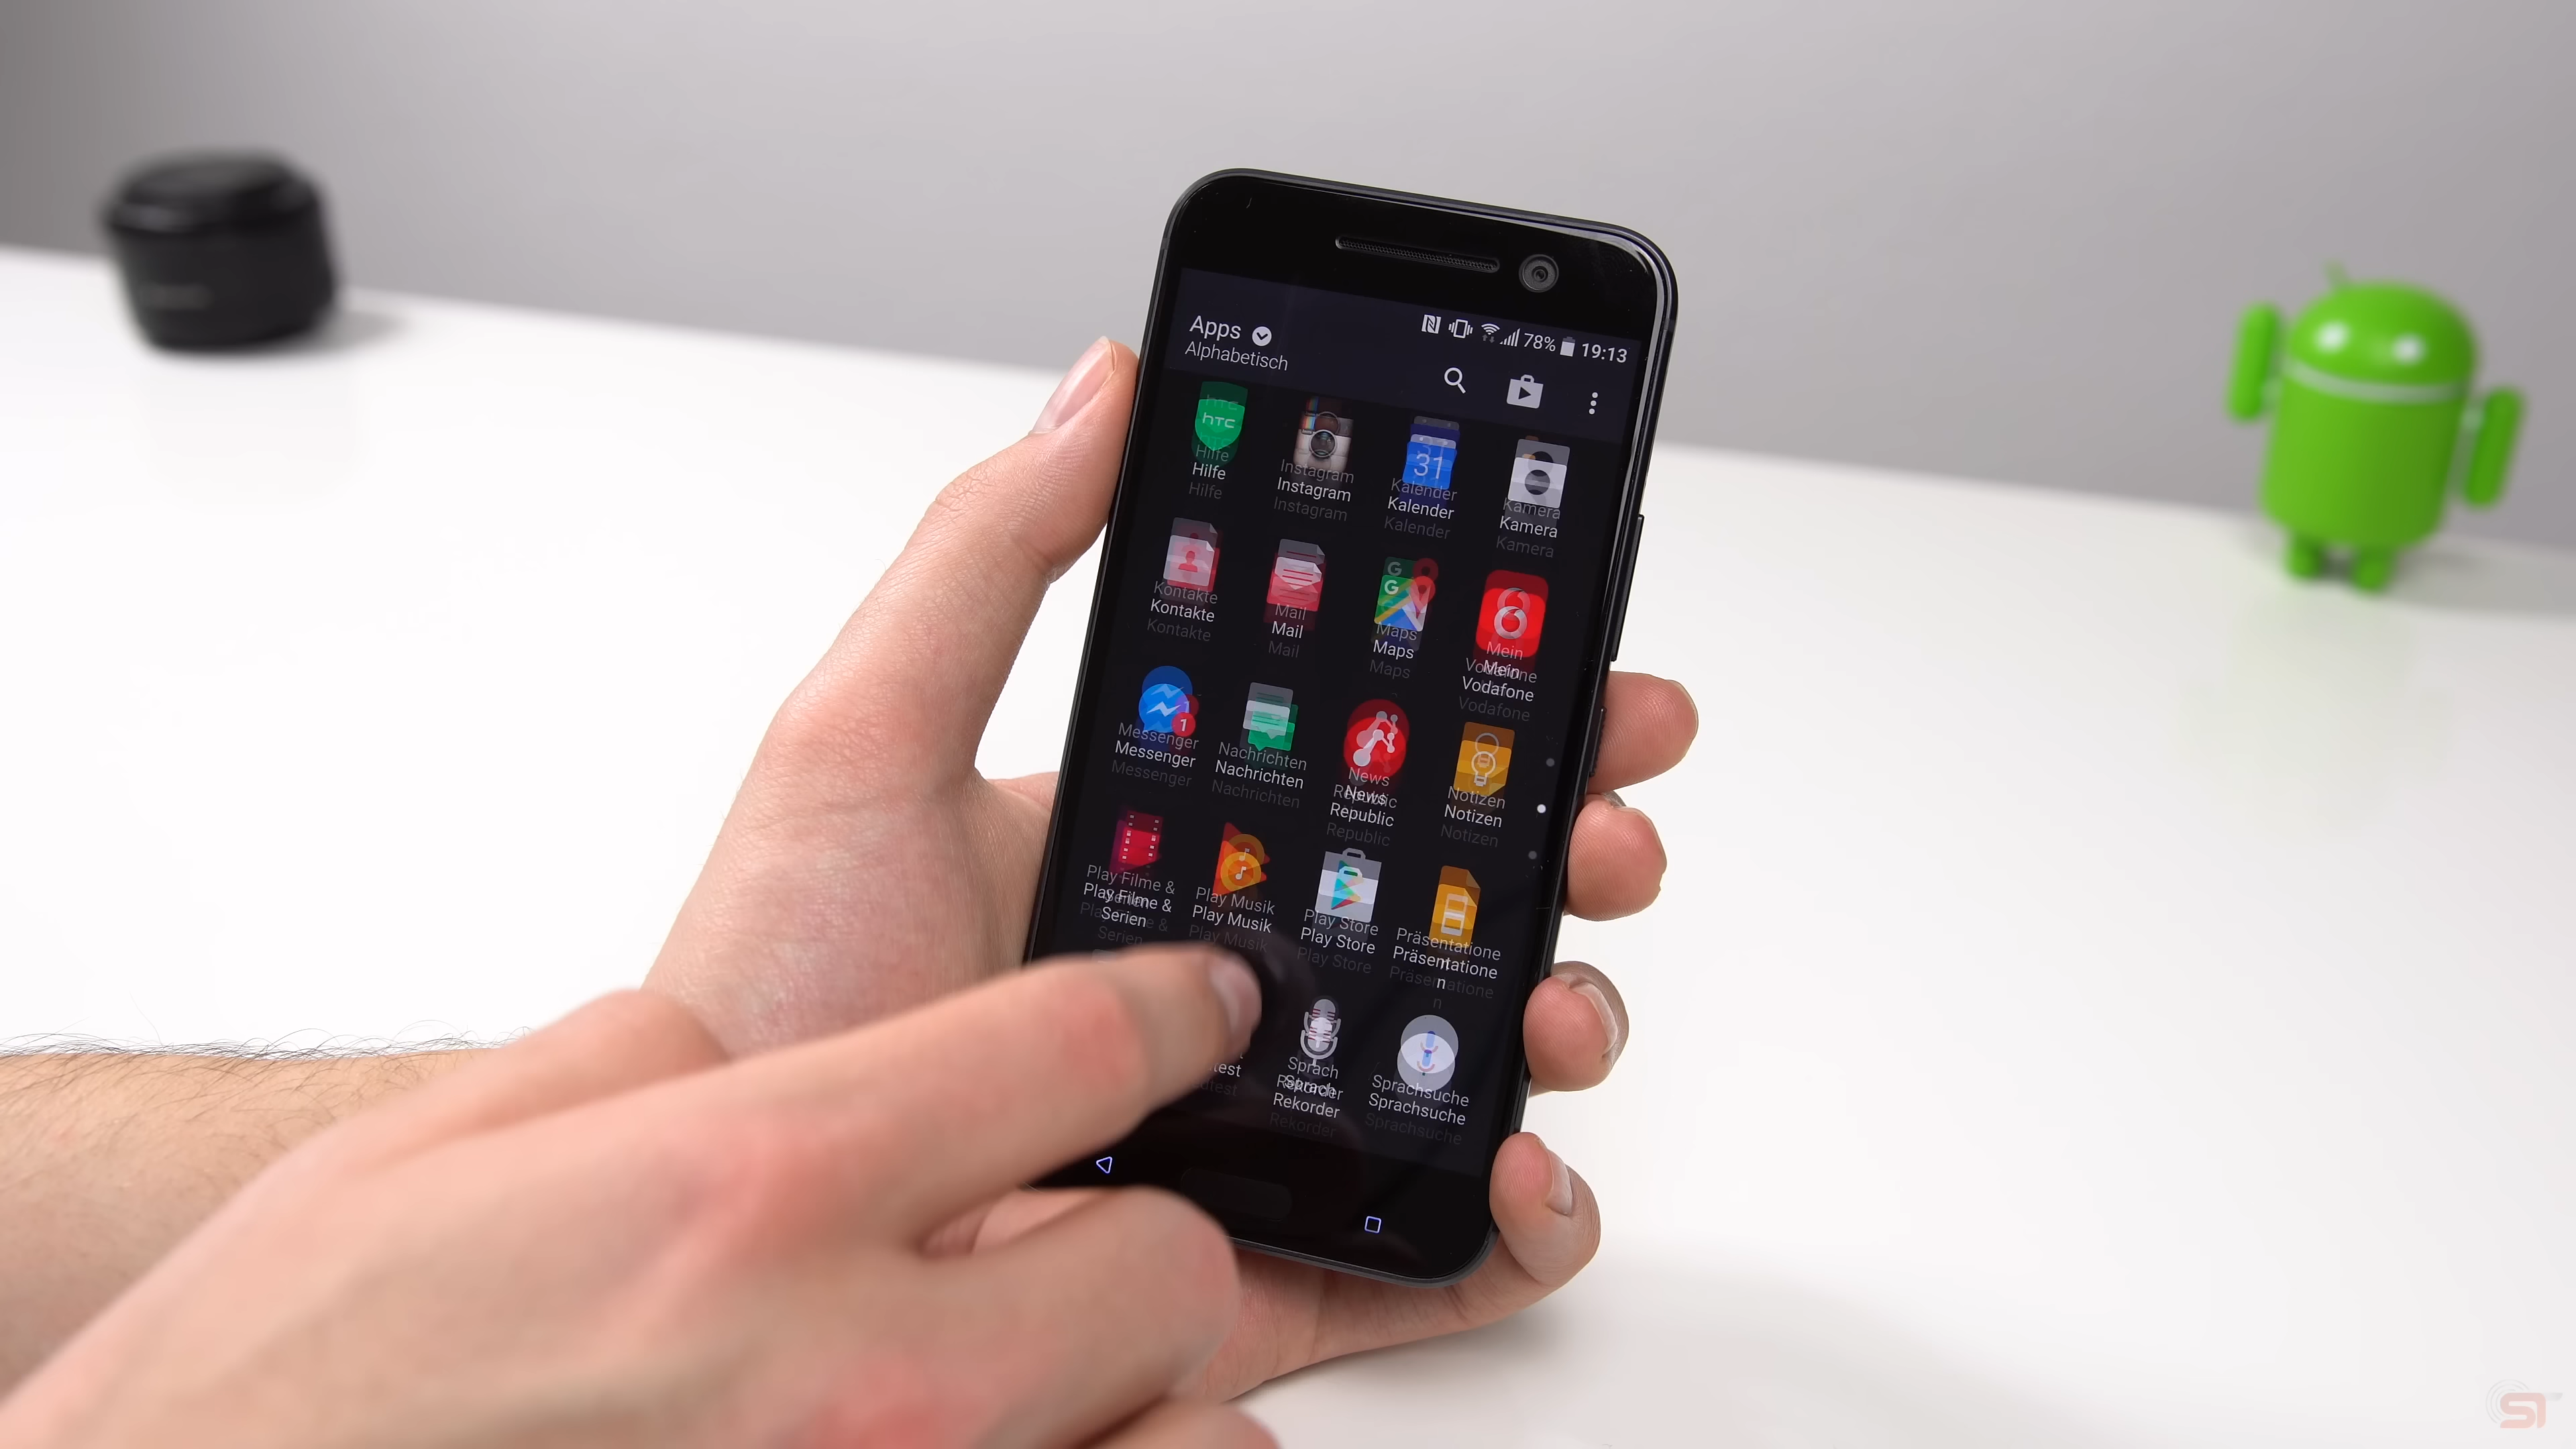 78% 19:13
Apps
Alphabetisch
htc
Hilfe
Instagram
31
Kalender
Kamera
Kontakte
Mail
G
Maps
Mein
Vodafone
1
Messenger
Nachrichten
News
Republic
Notizen
Play Filme &
Serien
Play Musik
Play Store
Präsentatione
n
Sprach
Rekorder
Sprachsuche